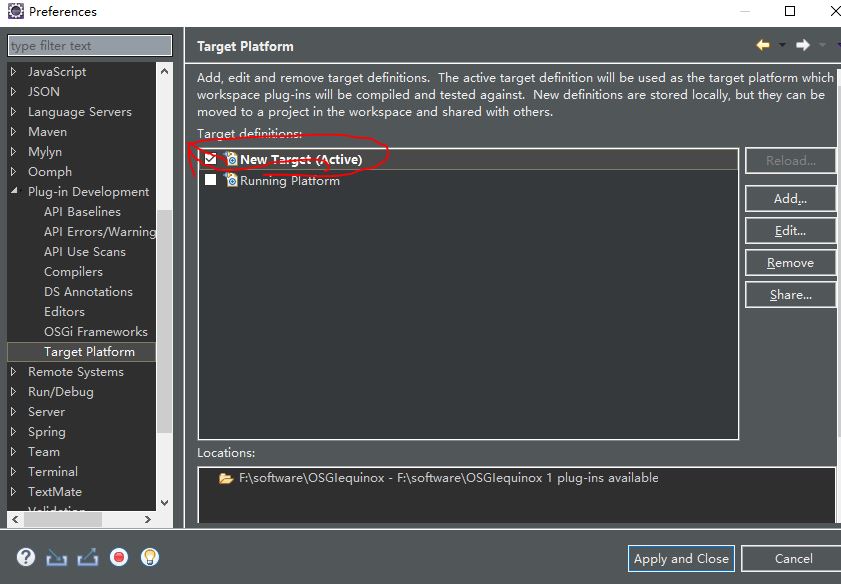 Preferences
type filter text
JavaScript
JSON
Language Servers
Maven
Mylyn
Oomph
Plug-in Development
API Baselines
API Errors/Warning
API Use Scans
Compilers
DS Annotations
Editors
OSGi Frameworks
Target Platform
Remote Systems
Run/Debug
Server
Spring
Team
Terminal
TextMate
Validation
Target Platform
Add, edit and remove target definitions. The active target definition will be used as the target platform which
workspace plug-ins will be compiled and tested against. New definitions are stored locally, but they can be
moved to a project in the workspace and shared with others.
Target definitions:
New Target (Active)
Running Platform
Reload...
Add...
Edit...
Remove
Share...
Locations:
F:\software\OSGIequinox - F:\software\OSGIequinox 1 plug-ins available
Apply and Close
Cancel